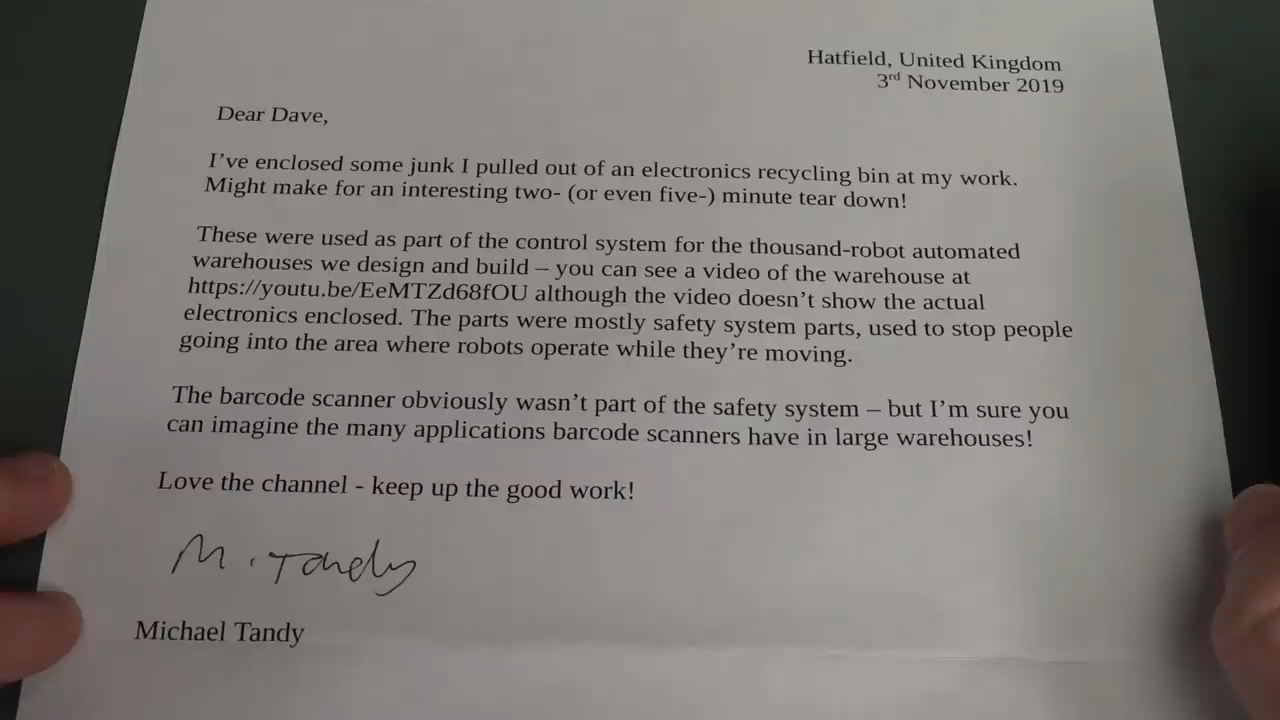 Hatfield, United Kingdom
3rd November 2019
Dear Dave,
I've enclosed some junk I pulled out of an electronics recycling bin at my work.
Might make for an interesting two- (or even five-) minute tear down!
These were used as part of the control system for the thousand-robot automated
warehouses we design and build – you can see a video of the warehouse at
https://youtu.be/EeMTZd68fOU although the video doesn't show the actual
electronics enclosed. The parts were mostly safety system parts, used to stop people
going into the area where robots operate while they're moving.
The barcode scanner obviously wasn't part of the safety system – but I'm sure you
can imagine the many applications barcode scanners have in large warehouses!
Love the channel - keep up the good work!
M. Tandy
Michael Tandy